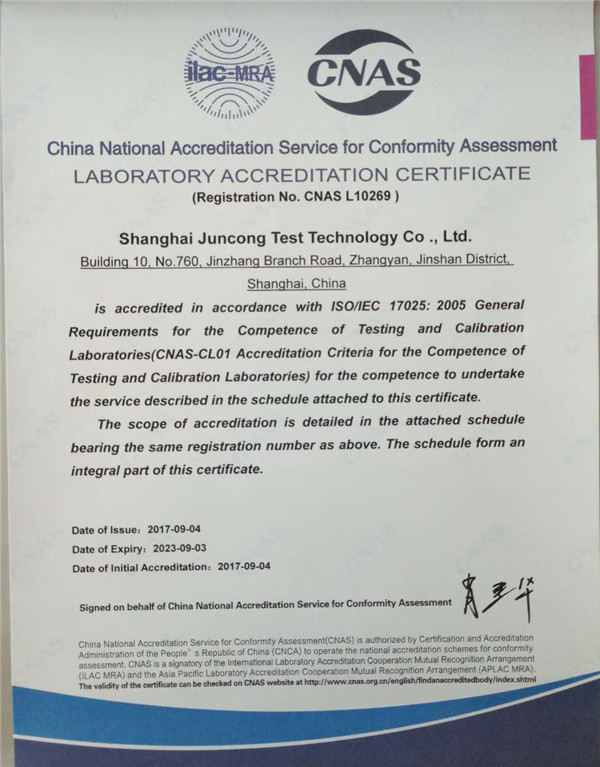 ilac-MRA
CNAS
China National Accreditation Service for Conformity Assessment
LABORATORY ACCREDITATION CERTIFICATE
(Registration No. CNAS L10269 )
Shanghai Juncong Test Technology Co ., Ltd.
Building 10, No.760, Jinzhang Branch Road, Zhangyan, Jinshan District,
Shanghai, China
is accredited in accordance with ISO/IEC 17025: 2005 General
Requirements for the Competence of Testing and Calibration
Laboratories(CNAS-CL01 Accreditation Criteria for the Competence of
Testing and Calibration Laboratories) for the competence to undertake
the service described in the schedule attached to this certificate.
The scope of accreditation is detailed in the attached schedule
bearing the same registration number as above. The schedule form an
integral part of this certificate.
Date of Issue: 2017-09-04
Date of Expiry: 2023-09-03
Date of Initial Accreditation: 2017-09-04
Signed on behalf of China National Accreditation Service for Conformity Assessment
China National Accreditation Service for Conformity Assessment(CNAS) is authorized by Certification and Accreditation
Administration of the People's Republic of China (CNCA) to operate the national accreditation schemes for conformity
assessment. CNAS is a signatory of the International Laboratory Accreditation Cooperation Mutual Recognition Arrangement
(ILAC MRA) and the Asia Pacific Laboratory Accreditation Cooperation Mutual Recognition Arrangement (APLAC MRA).
The validity of the certificate can be checked on CNAS website at http://www.cnas.org.cn/english/findanaccreditedbody/index.shtml